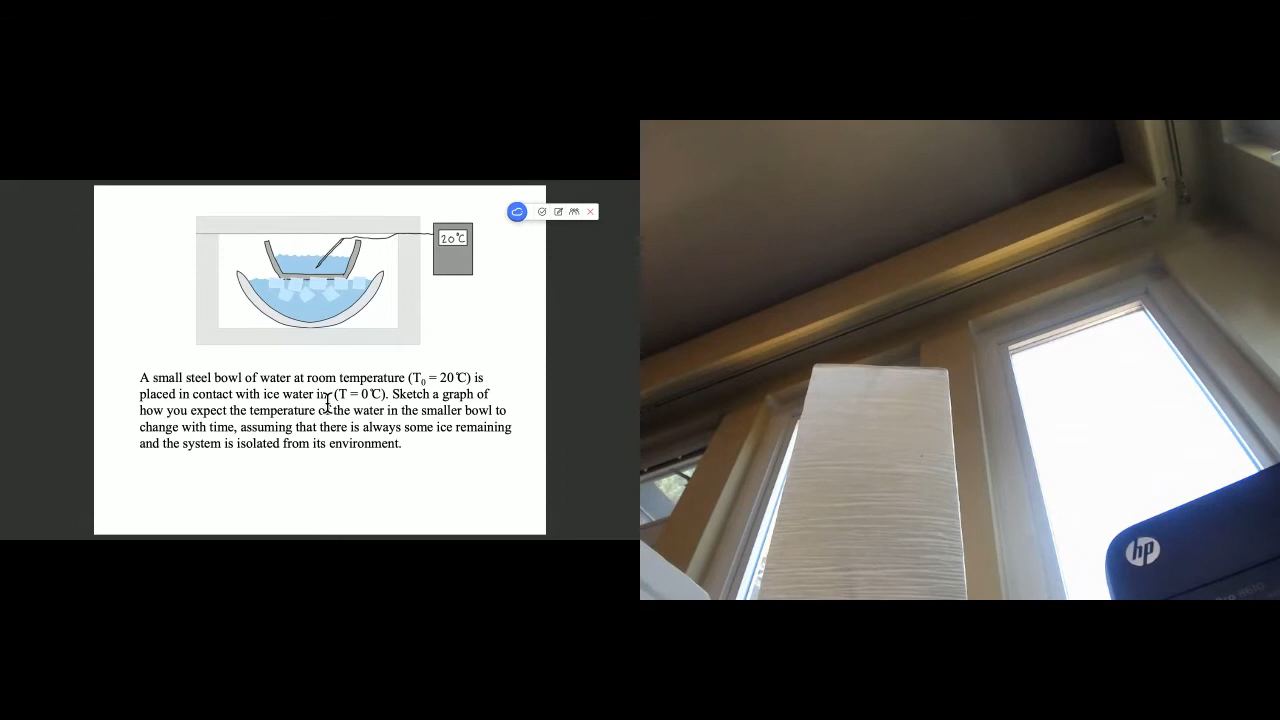 20°C
A small steel bowl of water at room temperature (T0 = 20℃) is
placed in contact with ice water in (T = 0℃). Sketch a graph of
how you expect the temperature of the water in the smaller bowl to
change with time, assuming that there is always some ice remaining
and the system is isolated from its environment.
hp